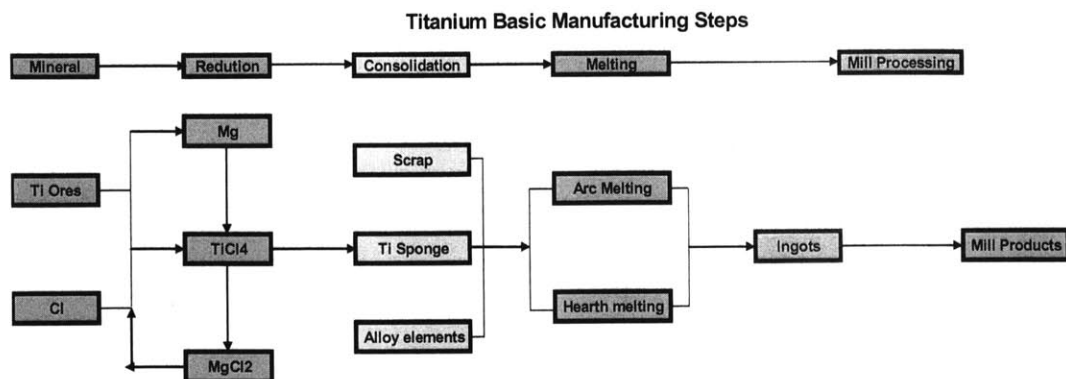 Titanium Basic Manufacturing Steps
Mineral
Redution
Consolidation
Melting
Mill Processing
Mg
Scrap
Ti Ores
Arc Melting
TiCl4
Ti Sponge
Ingots
Mill Products
Cl
Hearth melting
Alloy elements
MgCl2